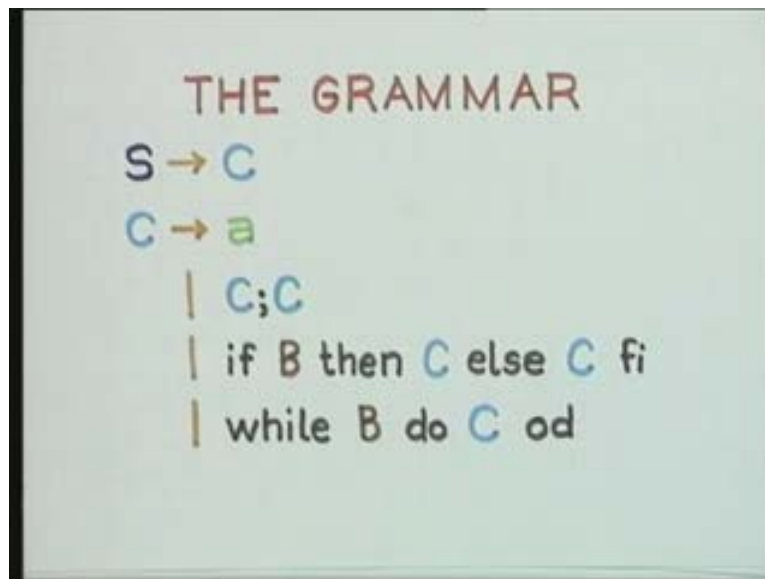 THE GRAMMAR
S → C
C → a
| C;C
| if B then C else C fi
| while B do C od